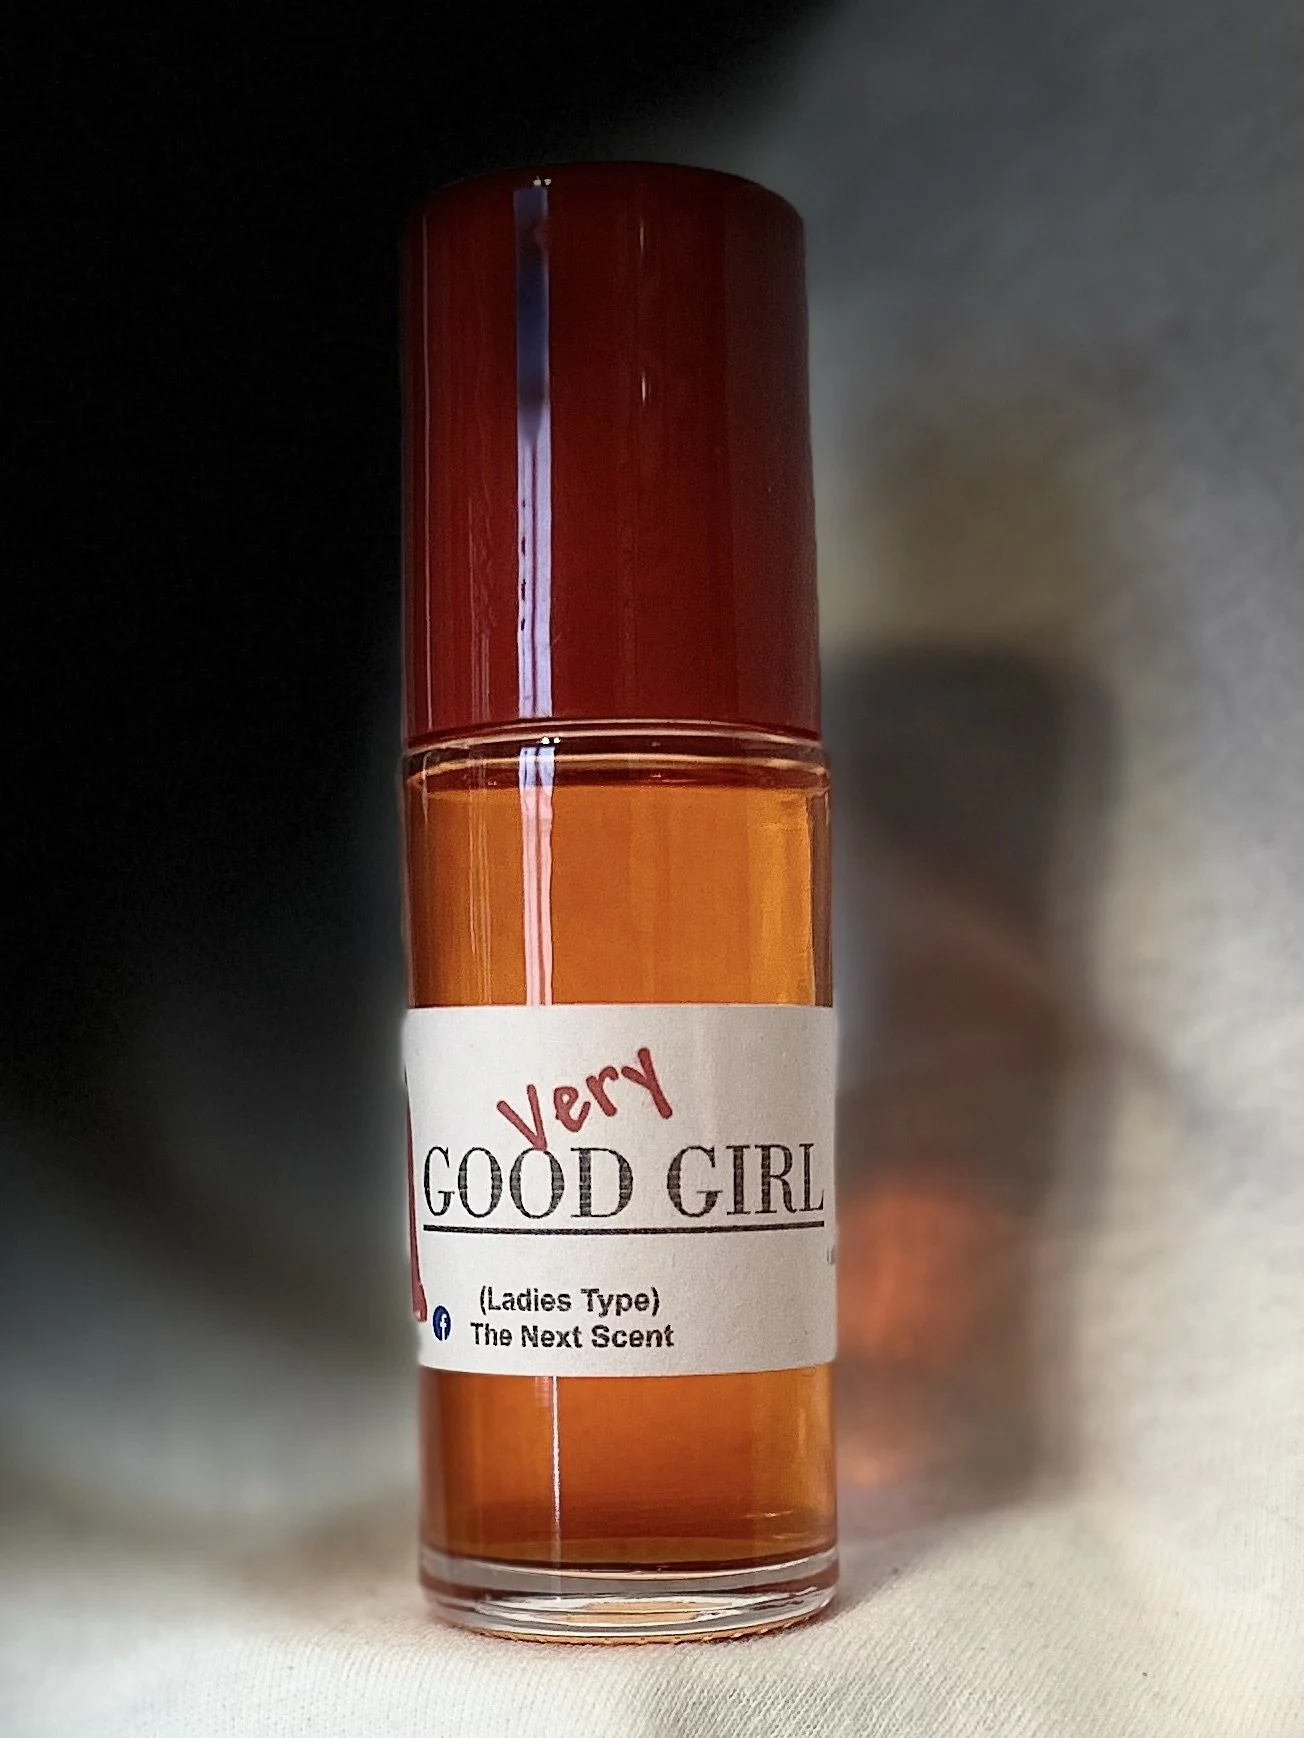 Very
GOOD GIRL
(Ladies Type)
The Next Scent